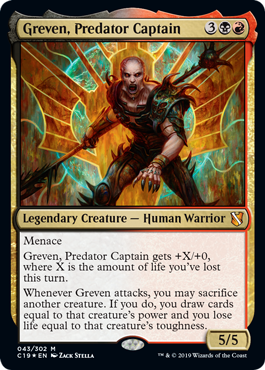 Greven, Predator Captain 3
Legendary Creature — Human Warrior
Menace
Greven, Predator Captain gets +X/+0,
where X is the amount of life you've lost
this turn.
Whenever Greven attacks, you may sacrifice
another creature. If you do, you draw cards
equal to that creature's power and you lose
life equal to that creature's toughness.
5/5
043/302 M
C19 ★ EN ZACK STELLA
™ & © 2019 Wizards of the Coast